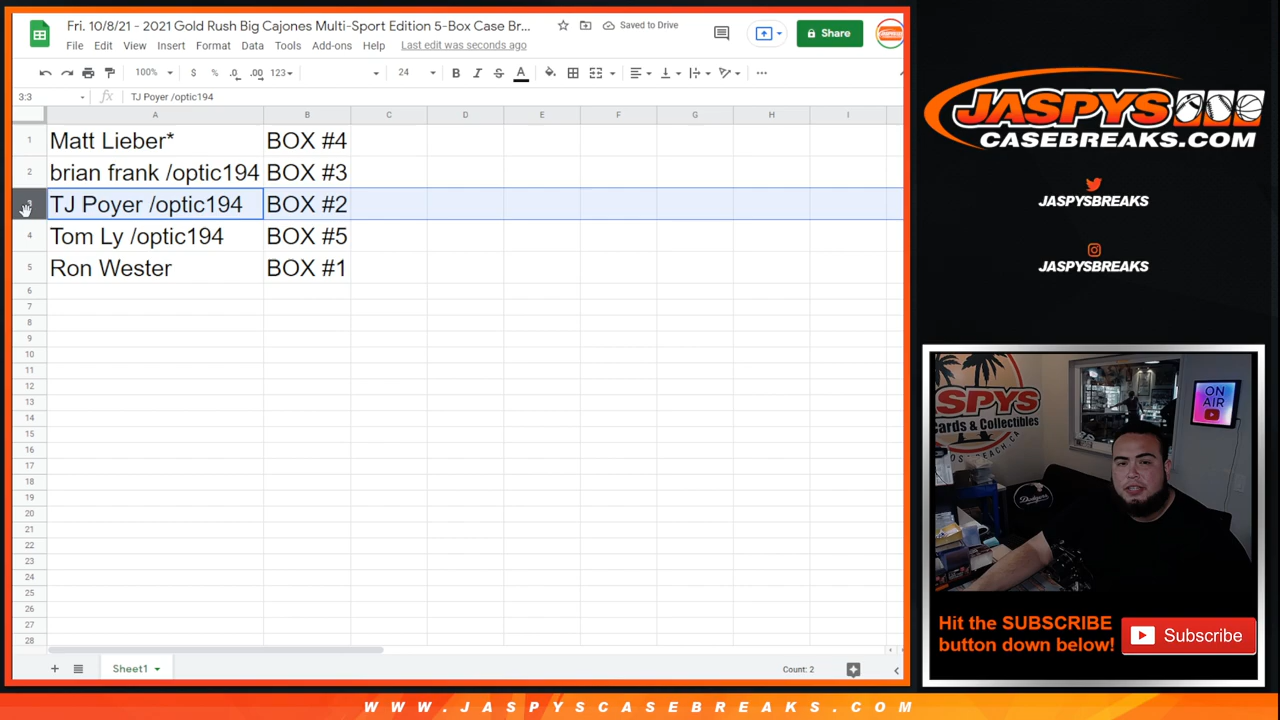 Fri. 10/8/21 - 2021 Gold Rush Big Cajones Multi-Sport Edition 5-Box Case Br...
Saved to Drive
Share
File Edit View Insert Format Data Tools Add-ons Help Last edit was seconds ago
100% $ % .0 .00 123 24 B I S A
3:3 fx TJ Poyer /optic194
A B C D E F G H I
1 Matt Lieber* BOX #4
2 brian frank /optic194 BOX #3
3 TJ Poyer /optic194 BOX #2
4 Tom Ly /optic194 BOX #5
5 Ron Wester BOX #1
6
7
8
9
10
11
12
13
14
15
16
17
18
19
20
21
22
23
24
25
26
27
28
Sheet1
Count: 2
JASPYS
CASEBREAKS.COM
JASPYSBREAKS
JASPYSBREAKS
ASPYS
Cards & Collectibles
ON
AIR
Dodgers
Hit the SUBSCRIBE
button down below!
Subscribe
WWW.JASPYSCASEBREAKS.COM